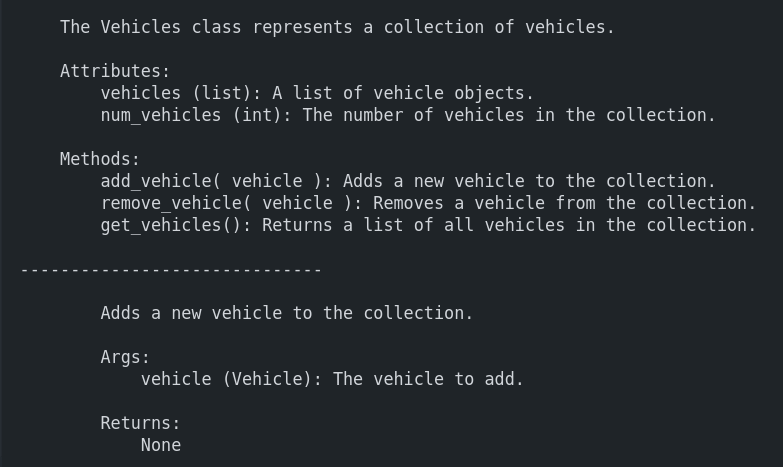 The Vehicles class represents a collection of vehicles.
Attributes:
vehicles (list): A list of vehicle objects.
num_vehicles (int): The number of vehicles in the collection.
Methods:
add_vehicle( vehicle ): Adds a new vehicle to the collection.
remove_vehicle( vehicle ): Removes a vehicle from the collection.
get_vehicles(): Returns a list of all vehicles in the collection.
------------------------------
Adds a new vehicle to the collection.
Args:
vehicle (Vehicle): The vehicle to add.
Returns:
None